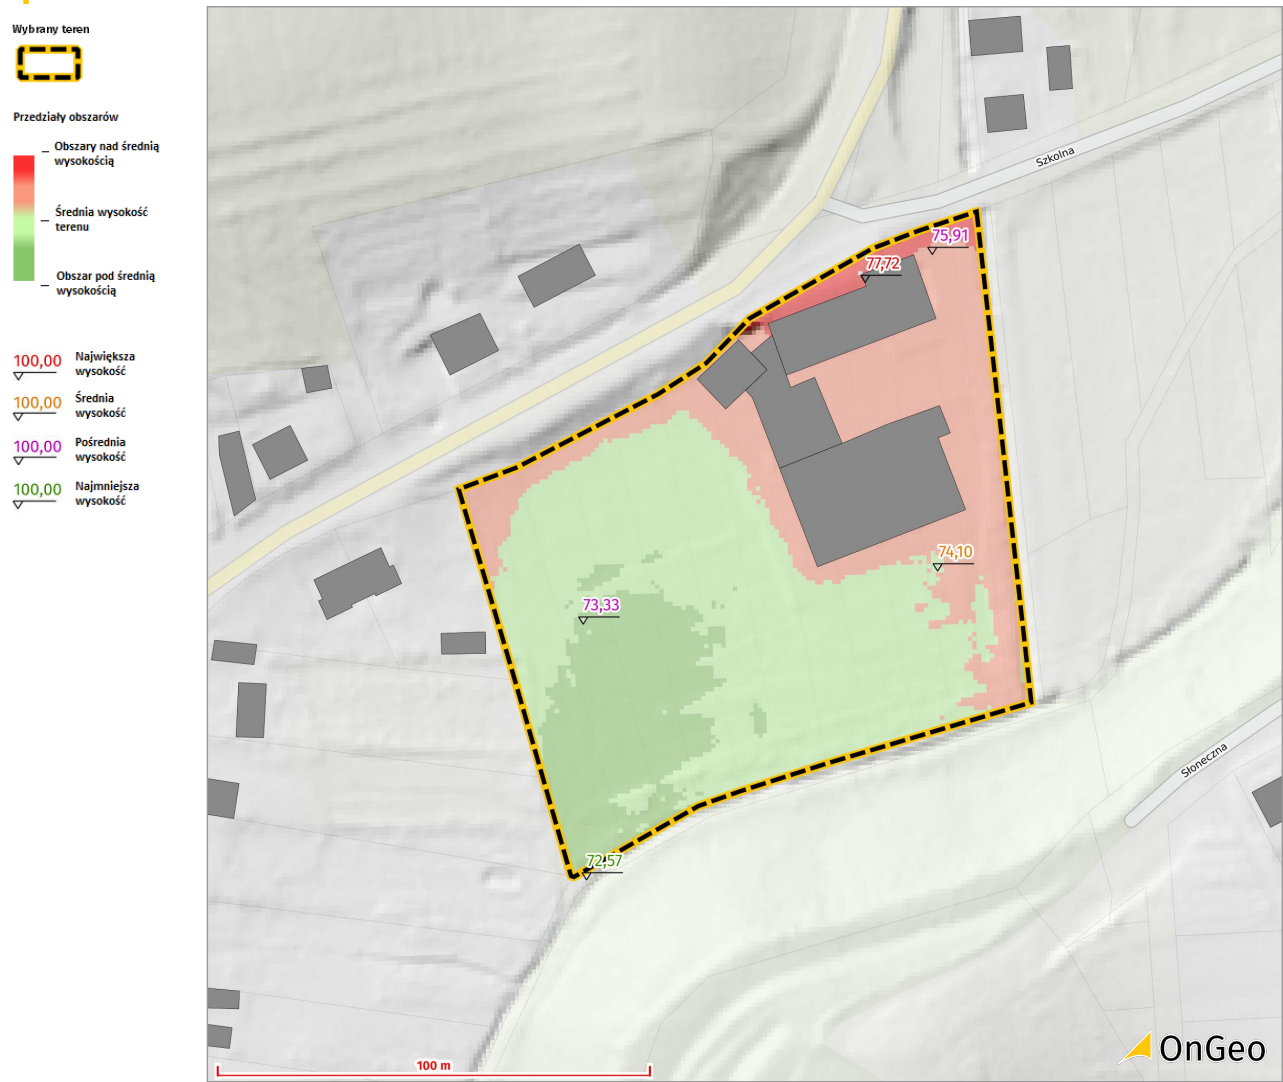 Wybrany teren
Przedziały obszarów
Obszary nad średnią
wysokością
Średnia wysokość
terenu
Obszar pod średnią
wysokością
100,00 Największa
wysokość
100,00 Średnia
wysokość
100,00 Pośrednia
wysokość
100,00 Najmniejsza
wysokość
Szkolna
75,91
77,72
74,10
73,33
Słoneczna
72,57
OnGeo
100 m